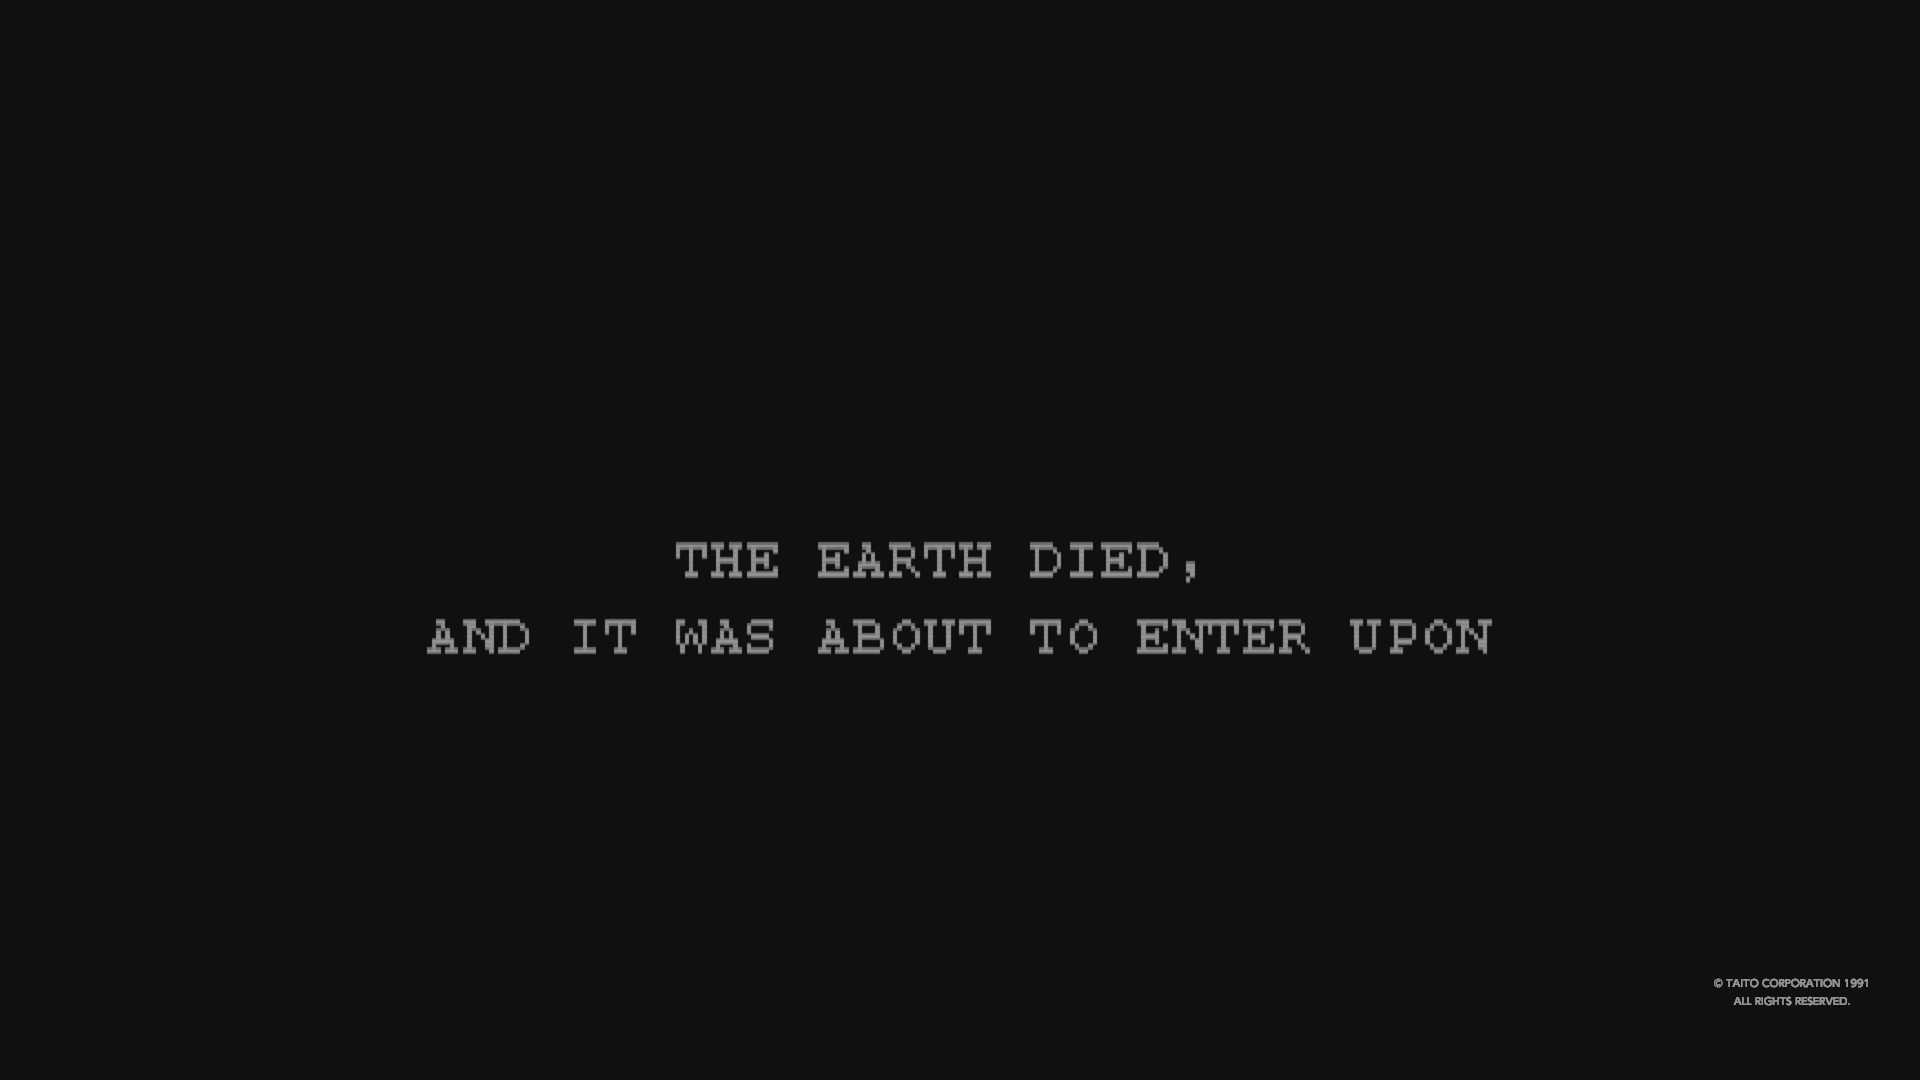 THE EARTH DIED,
AND IT WAS ABOUT TO ENTER UPON
© TAITO CORPORATION 1991
ALL RIGHTS RESERVED.